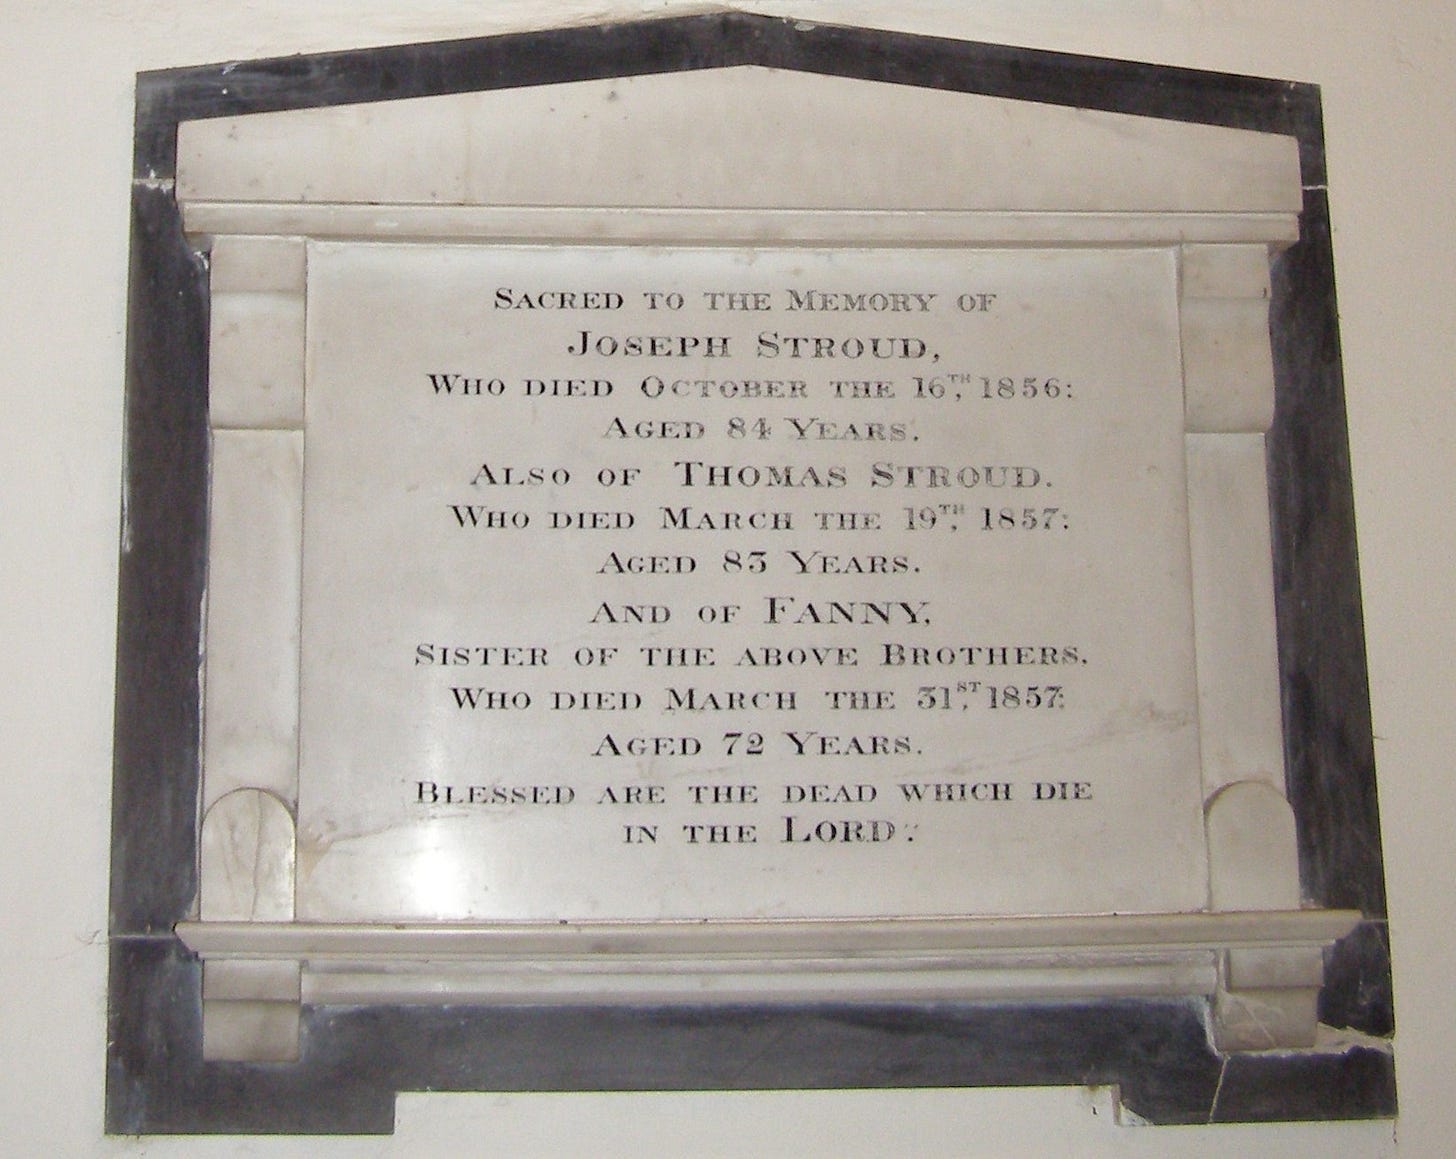 Sacred to the Memory of
Joseph Stroud,
Who died October the 16TH, 1856:
Aged 84 Years.
Also of Thomas Stroud.
Who died March the 19TH, 1857:
Aged 83 Years.
And of Fanny,
Sister of the above Brothers.
Who died March the 31ST, 1857:
Aged 72 Years.
Blessed are the dead which die
in the Lord: